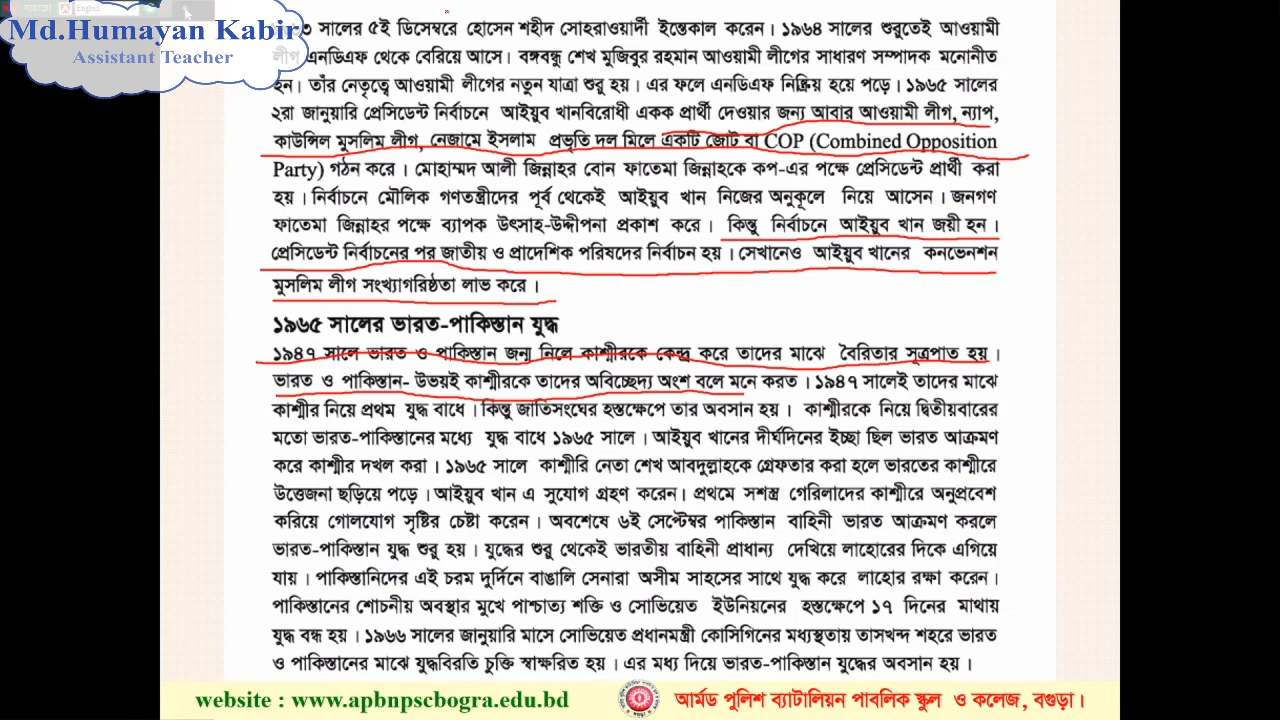 Md.Humayan Kabir
Assistant Teacher
English
সালের ৫ই ডিসেম্বরে হোসেন শহীদ সোহরাওয়ার্দী ইন্তেকাল করেন। ১৯৬৪ সালের শুরুতেই আওয়ামী
লীগ এনডিএফ থেকে বেরিয়ে আসে। বঙ্গবন্ধু শেখ মুজিবুর রহমান আওয়ামী লীগের সাধারণ সম্পাদক মনোনীত
হন। তাঁর নেতৃত্বে আওয়ামী লীগের নতুন যাত্রা শুরু হয়। এর ফলে এনডিএফ নিষ্ক্রিয় হয়ে পড়ে। ১৯৬৫ সালের
২রা জানুয়ারি প্রেসিডেন্ট নির্বাচনে আইয়ুব খানবিরোধী একক প্রার্থী দেওয়ার জন্য আবার আওয়ামী লীগ, ন্যাপ,
কাউন্সিল মুসলিম লীগ, নেজামে ইসলাম প্রভৃতি দল মিলে একটি জোট বা COP (Combined Opposition
Party) গঠন করে। মোহাম্মদ আলী জিন্নাহর বোন ফাতেমা জিন্নাহকে কপ-এর পক্ষে প্রেসিডেন্ট প্রার্থী করা
হয়। নির্বাচনে মৌলিক গণতন্ত্রীদের পূর্ব থেকেই আইয়ুব খান নিজের অনুকূলে নিয়ে আসেন। জনগণ
ফাতেমা জিন্নাহর পক্ষে ব্যাপক উৎসাহ-উদ্দীপনা প্রকাশ করে। কিন্তু নির্বাচনে আইয়ুব খান জয়ী হন।
প্রেসিডেন্ট নির্বাচনের পর জাতীয় ও প্রাদেশিক পরিষদের নির্বাচন হয়। সেখানেও আইয়ুব খানের কনভেনশন
মুসলিম লীগ সংখ্যাগরিষ্ঠতা লাভ করে।
১৯৬৫ সালের ভারত-পাকিস্তান যুদ্ধ
১৯৪৭ সালে ভারত ও পাকিস্তান জন্ম নিলে কাশ্মীরকে কেন্দ্র করে তাদের মাঝে বৈরিতার সূত্রপাত হয়।
ভারত ও পাকিস্তান- উভয়ই কাশ্মীরকে তাদের অবিচ্ছেদ্য অংশ বলে মনে করত। ১৯৪৭ সালেই তাদের মাঝে
কাশ্মীর নিয়ে প্রথম যুদ্ধ বাধে। কিন্তু জাতিসংঘের হস্তক্ষেপে তার অবসান হয়। কাশ্মীরকে নিয়ে দ্বিতীয়বারের
মতো ভারত-পাকিস্তানের মধ্যে যুদ্ধ বাধে ১৯৬৫ সালে। আইয়ুব খানের দীর্ঘদিনের ইচ্ছা ছিল ভারত আক্রমণ
করে কাশ্মীর দখল করা। ১৯৬৫ সালে কাশ্মীরি নেতা শেখ আবদুল্লাহকে গ্রেফতার করা হলে ভারতের কাশ্মীরে
উত্তেজনা ছড়িয়ে পড়ে। আইয়ুব খান এ সুযোগ গ্রহণ করেন। প্রথমে সশস্ত্র গেরিলাদের কাশ্মীরে অনুপ্রবেশ
করিয়ে গোলযোগ সৃষ্টির চেষ্টা করেন। অবশেষে ৬ই সেপ্টেম্বর পাকিস্তান বাহিনী ভারত আক্রমণ করলে
ভারত-পাকিস্তান যুদ্ধ শুরু হয়। যুদ্ধের শুরু থেকেই ভারতীয় বাহিনী প্রাধান্য দেখিয়ে লাহোরের দিকে এগিয়ে
যায়। পাকিস্তানিদের এই চরম দুর্দিনে বাঙালি সেনারা অসীম সাহসের সাথে যুদ্ধ করে লাহোর রক্ষা করেন।
পাকিস্তানের শোচনীয় অবস্থার মুখে পাশ্চাত্য শক্তি ও সোভিয়েত ইউনিয়নের হস্তক্ষেপে ১৭ দিনের মাথায়
যুদ্ধ বন্ধ হয়। ১৯৬৬ সালের জানুয়ারি মাসে সোভিয়েত প্রধানমন্ত্রী কোসিগিনের মধ্যস্থতায় তাসখন্দ শহরে ভারত
ও পাকিস্তানের মাঝে যুদ্ধবিরতি চুক্তি স্বাক্ষরিত হয়। এর মধ্য দিয়ে ভারত-পাকিস্তান যুদ্ধের অবসান হয়।
website : www.apbnpscbogra.edu.bd আর্মড পুলিশ ব্যাটালিয়ন পাবলিক স্কুল ও কলেজ, বগুড়া।